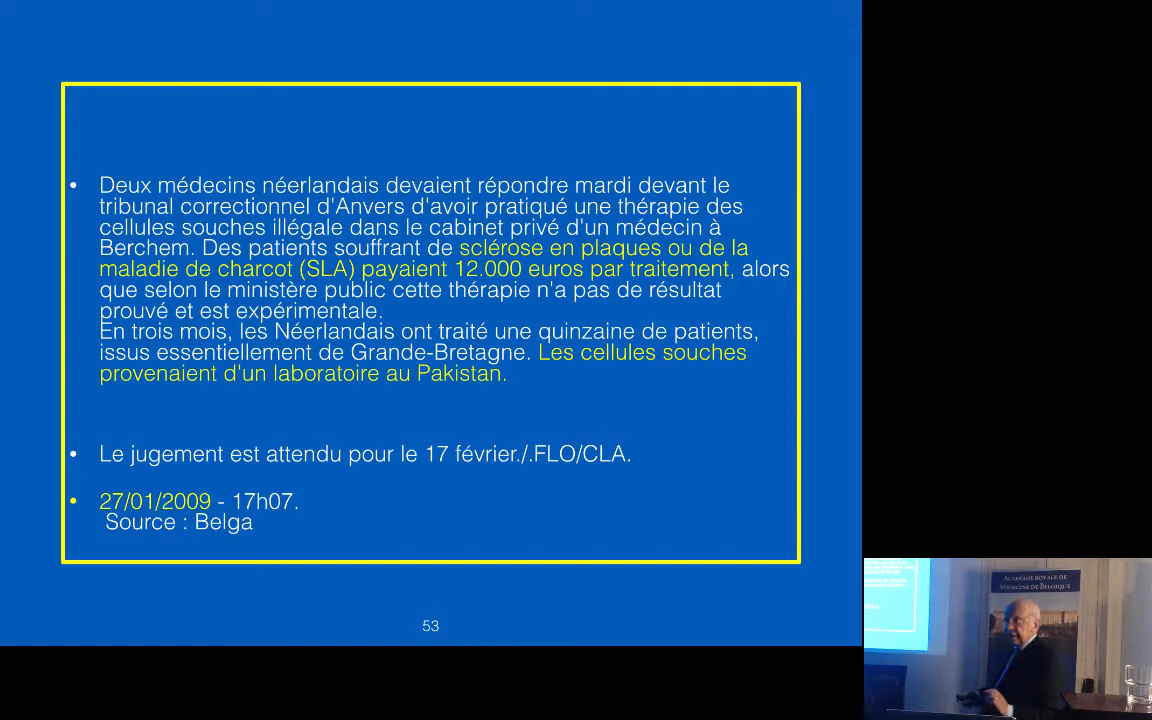 • Deux médecins néerlandais devaient répondre mardi devant le
tribunal correctionnel d'Anvers d'avoir pratiqué une thérapie des
cellules souches illégale dans le cabinet privé d'un médecin à
Berchem. Des patients souffrant de sclérose en plaques ou de la
maladie de charcot (SLA) payaient 12.000 euros par traitement, alors
que selon le ministère public cette thérapie n'a pas de résultat
prouvé et est expérimentale.
En trois mois, les Néerlandais ont traité une quinzaine de patients,
issus essentiellement de Grande-Bretagne. Les cellules souches
provenaient d'un laboratoire au Pakistan.
• Le jugement est attendu pour le 17 février./.FLO/CLA.
• 27/01/2009 - 17h07.
Source : Belga
53
Académie royale de
Médecine de Belgique